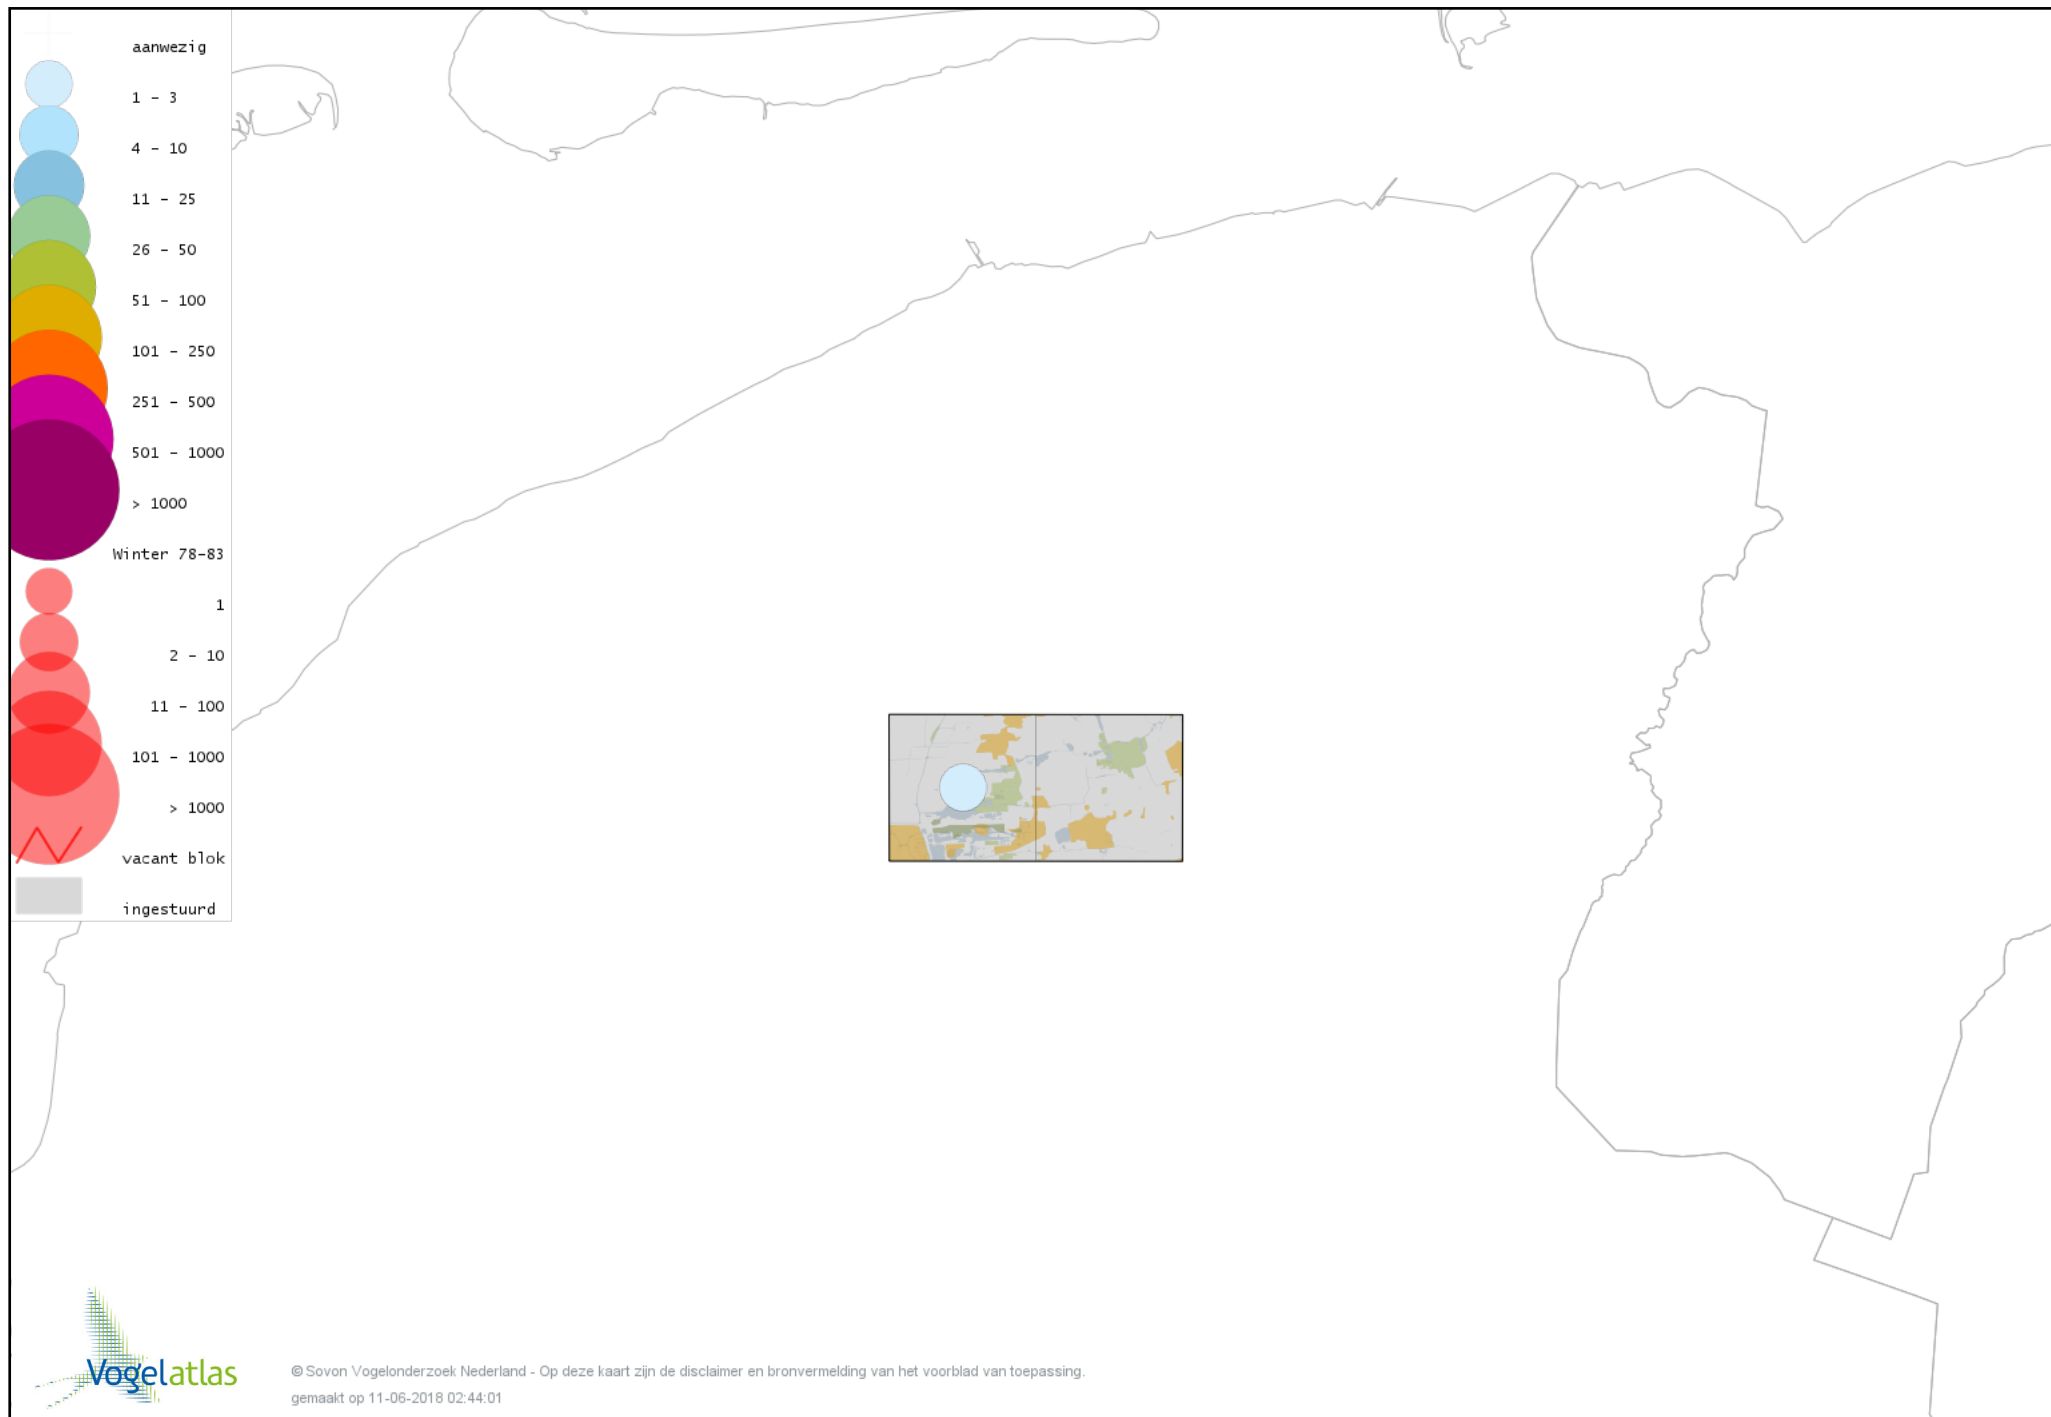 aanwezig
1 - 3
4 - 10
11 - 25
26 - 50
51 - 100
101 - 250
251 - 500
501 - 1000
> 1000
Winter 78-83
1
2 - 10
11 - 100
101 - 1000
> 1000
vacant blok
ingestuurd
Vogelatlas
© Sovon Vogelonderzoek Nederland - Op deze kaart zijn de disclaimer en bronvermelding van het voorblad van toepassing.
gemaakt op 11-06-2018 02:44:01